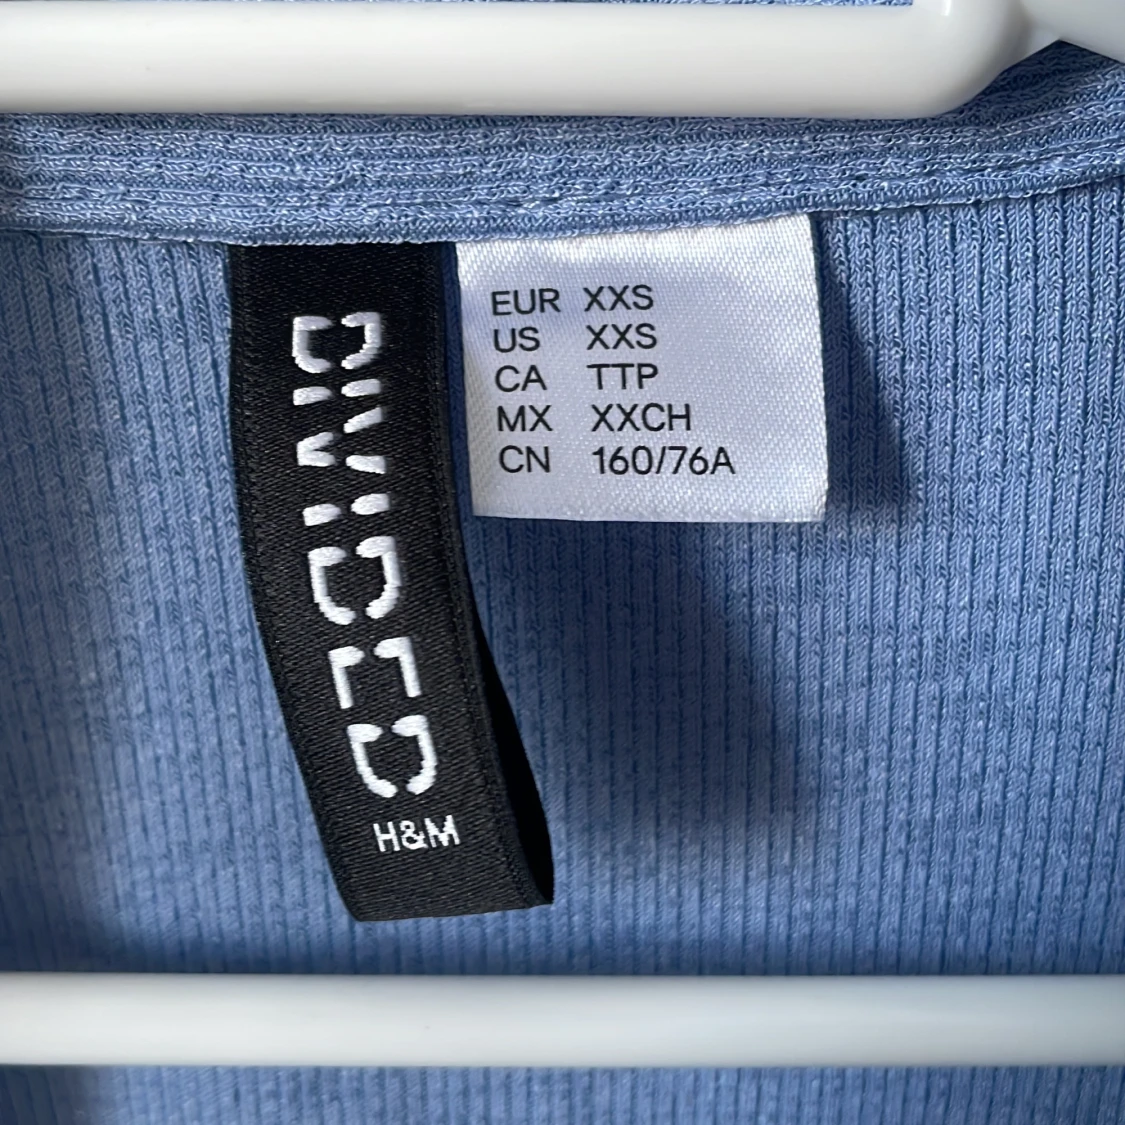 DIVIDED
H&M
EUR XXS
US XXS
CA TTP
MX XXCH
CN 160/76A